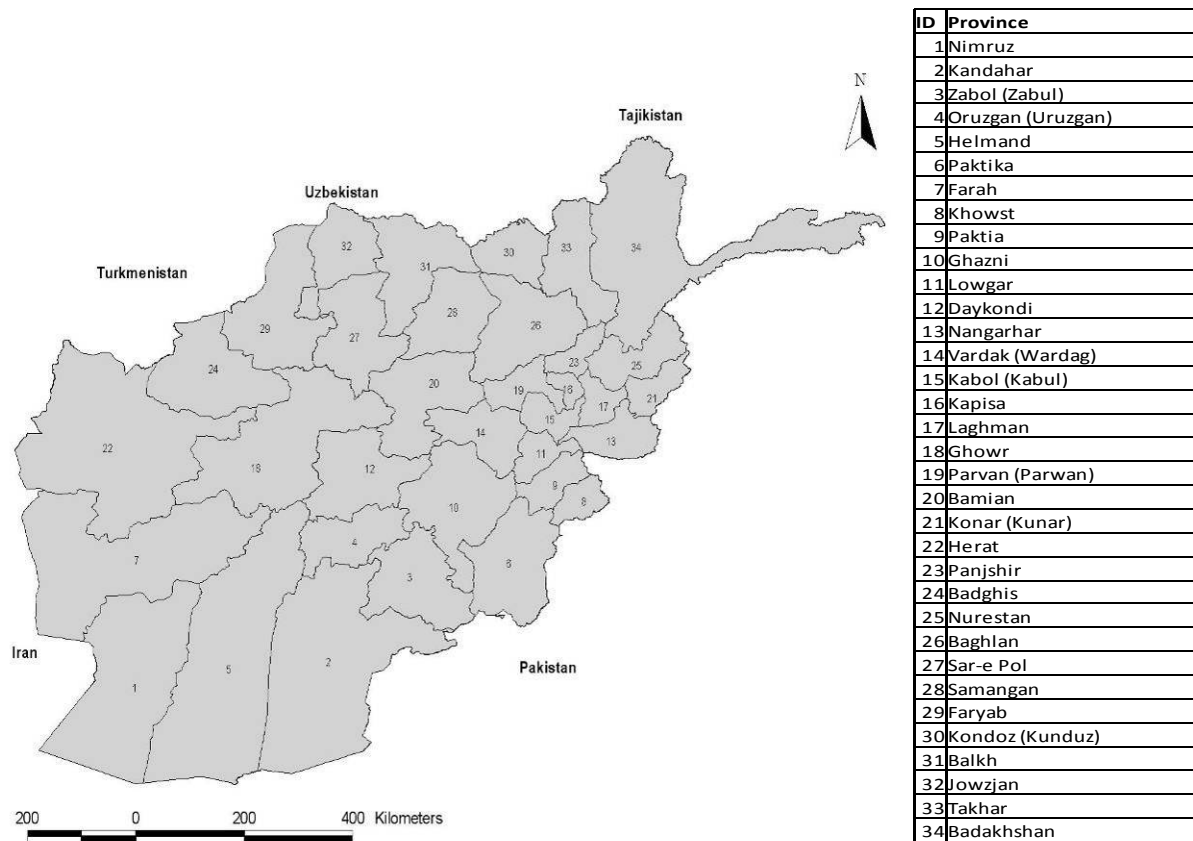 ID Province
1 Nimruz
2 Kandahar
3 Zabol (Zabul)
4 Oruzgan (Uruzgan)
5 Helmand
6 Paktika
7 Farah
8 Khowst
9 Paktia
10 Ghazni
11 Lowgar
12 Daykondi
13 Nangarhar
14 Vardak (Wardag)
15 Kabol (Kabul)
16 Kapisa
17 Laghman
18 Ghowr
19 Parvan (Parwan)
20 Bamian
21 Konar (Kunar)
22 Herat
23 Panjshir
24 Badghis
25 Nurestan
26 Baghlan
27 Sar-e Pol
28 Samangan
29 Faryab
30 Kondoz (Kunduz)
31 Balkh
32 Jowzjan
33 Takhar
34 Badakhshan
N
Tajikistan
Uzbekistan
Turkmenistan
Iran
Pakistan
32
31
30
33
34
29
27
28
26
24
23
25
20
19
16
17
21
15
14
13
22
18
12
11
10
9
8
7
4
3
6
1
5
2
200 0 200 400 Kilometers